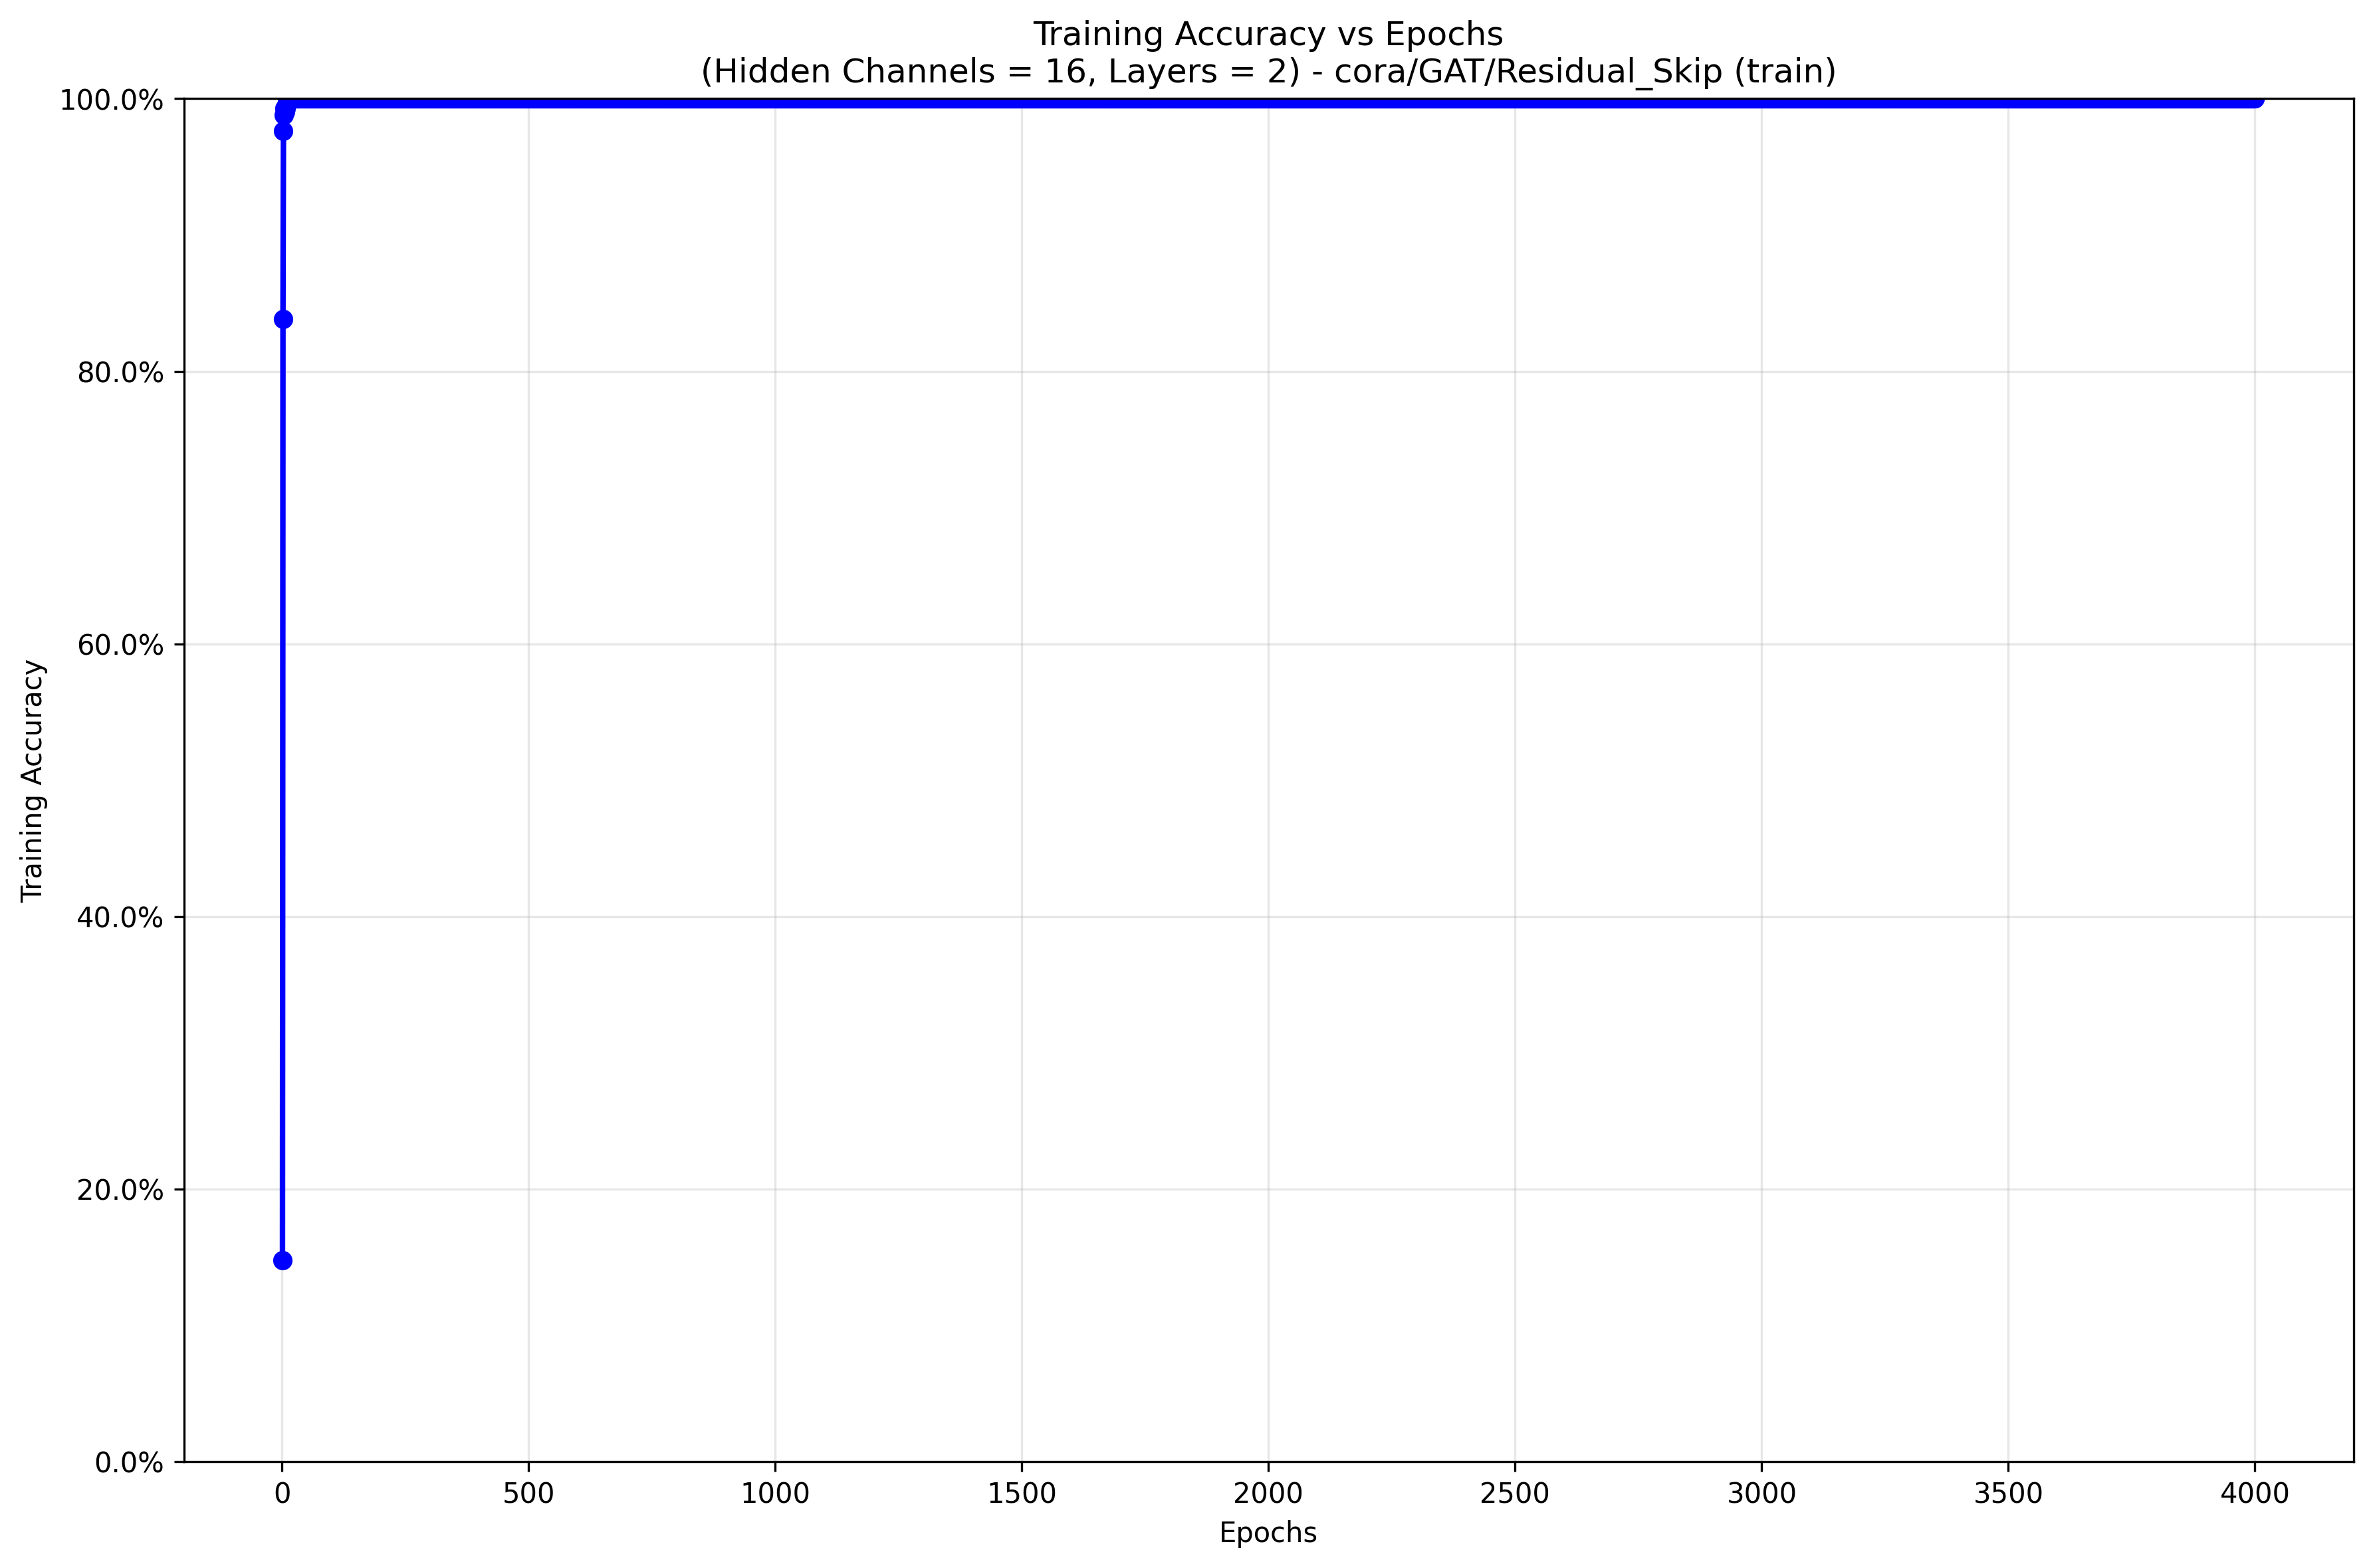 Training Accuracy vs Epochs
(Hidden Channels = 16, Layers = 2) - cora/GAT/Residual_Skip (train)
Training Accuracy
100.0%
80.0%
60.0%
40.0%
20.0%
0.0%
0 500 1000 1500 2000 2500 3000 3500 4000
Epochs